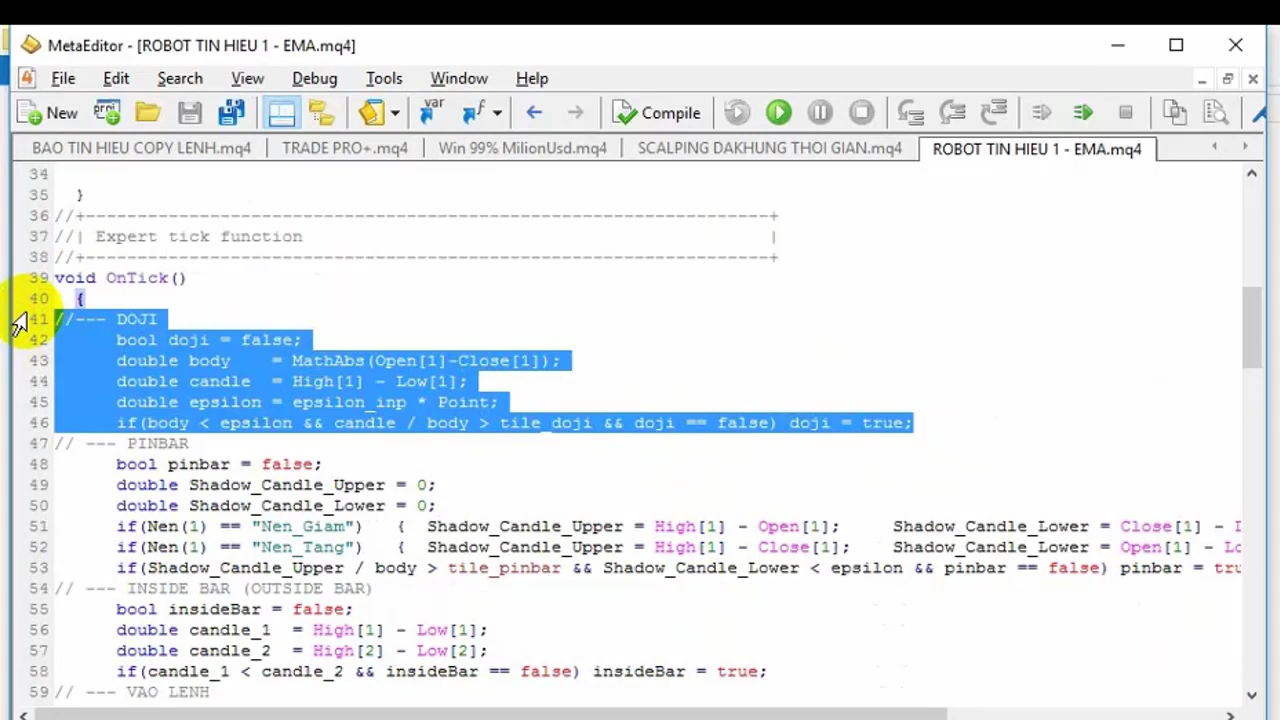 MetaEditor - [ROBOT TIN HIEU 1 - EMA.mq4]
File Edit Search View Debug Tools Window Help
New Compile
BAO TIN HIEU COPY LENH.mq4 TRADE PRO+.mq4 Win 99% MilionUsd.mq4 SCALPING DAKHUNG THOI GIAN.mq4 ROBOT TIN HIEU 1 - EMA.mq4
34
35 }
36 //+------------------------------------------------------------------+
37 //| Expert tick function |
38 //+------------------------------------------------------------------+
39 void OnTick()
40 {
41 //--- DOJI
42 bool doji = false;
43 double body = MathAbs(Open[1]-Close[1]);
44 double candle = High[1] - Low[1];
45 double epsilon = epsilon_inp * Point;
46 if(body < epsilon && candle / body > tile_doji && doji == false) doji = true;
47 // --- PINBAR
48 bool pinbar = false;
49 double Shadow_Candle_Upper = 0;
50 double Shadow_Candle_Lower = 0;
51 if(Nen(1) == "Nen_Giam") { Shadow_Candle_Upper = High[1] - Open[1]; Shadow_Candle_Lower = Close[1] -
52 if(Nen(1) == "Nen_Tang") { Shadow_Candle_Upper = High[1] - Close[1]; Shadow_Candle_Lower = Open[1] -
53 if(Shadow_Candle_Upper / body > tile_pinbar && Shadow_Candle_Lower < epsilon && pinbar == false) pinbar =
54 // --- INSIDE BAR (OUTSIDE BAR)
55 bool insideBar = false;
56 double candle_1 = High[1] - Low[1];
57 double candle_2 = High[2] - Low[2];
58 if(candle_1 < candle_2 && insideBar == false) insideBar = true;
59 // --- VAO LENH